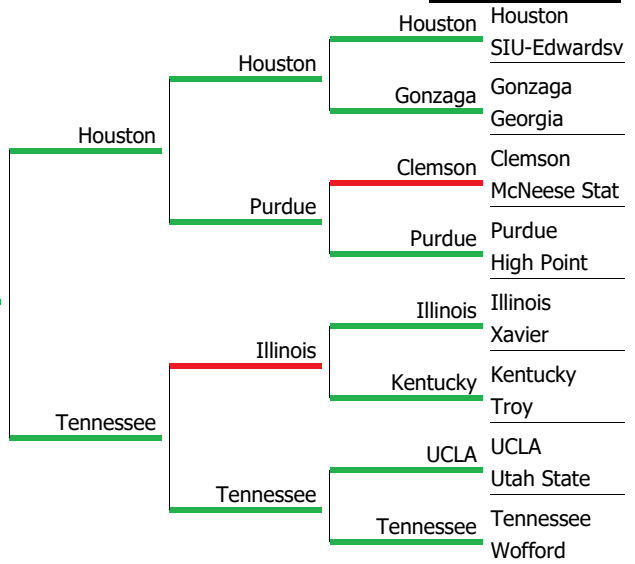 Houston
SIU-Edwardsv
Houston
Gonzaga
Georgia
Gonzaga
Houston
Clemson
McNeese Stat
Clemson
Purdue
High Point
Purdue
Purdue
Houston
Illinois
Xavier
Illinois
Kentucky
Troy
Kentucky
Illinois
UCLA
Utah State
UCLA
Tennessee
Wofford
Tennessee
Tennessee
Tennessee